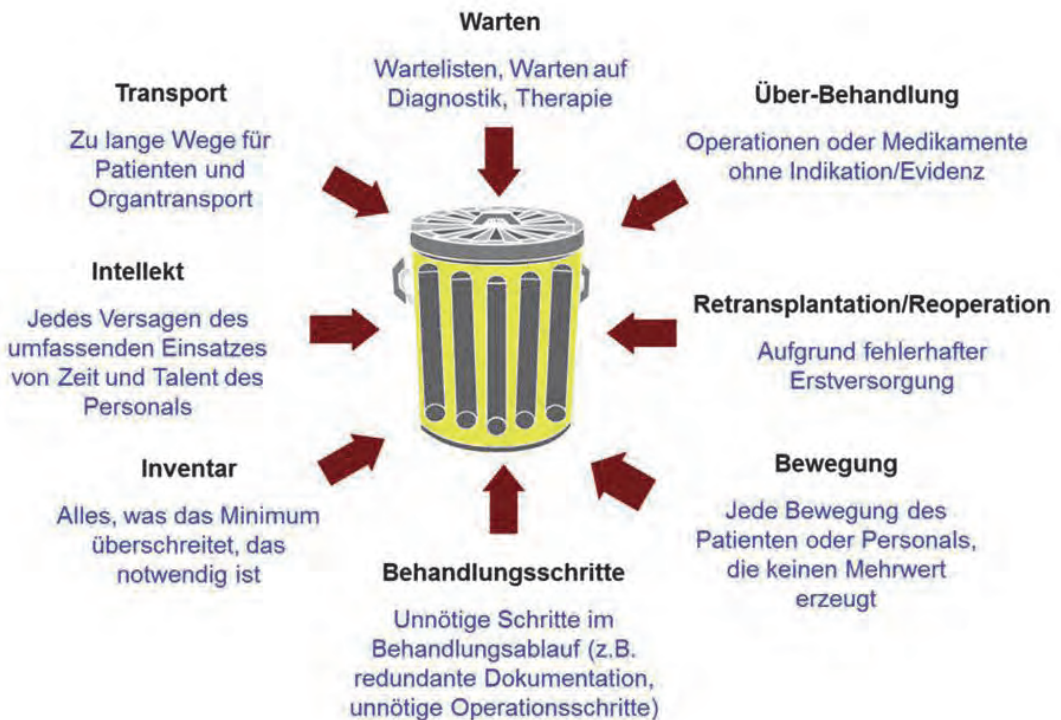 Warten
Wartelisten, Warten auf
Diagnostik, Therapie
Transport
Zu lange Wege für
Patienten und
Organtransport
Über-Behandlung
Operationen oder Medikamente
ohne Indikation/Evidenz
Intellekt
Jedes Versagen des
umfassenden Einsatzes
von Zeit und Talent des
Personals
Retransplantation/Reoperation
Aufgrund fehlerhafter
Erstversorgung
Inventar
Alles, was das Minimum
überschreitet, das
notwendig ist
Bewegung
Jede Bewegung des
Patienten oder Personals,
die keinen Mehrwert
erzeugt
Behandlungsschritte
Unnötige Schritte im
Behandlungsablauf (z.B.
redundante Dokumentation,
unnötige Operationsschritte)